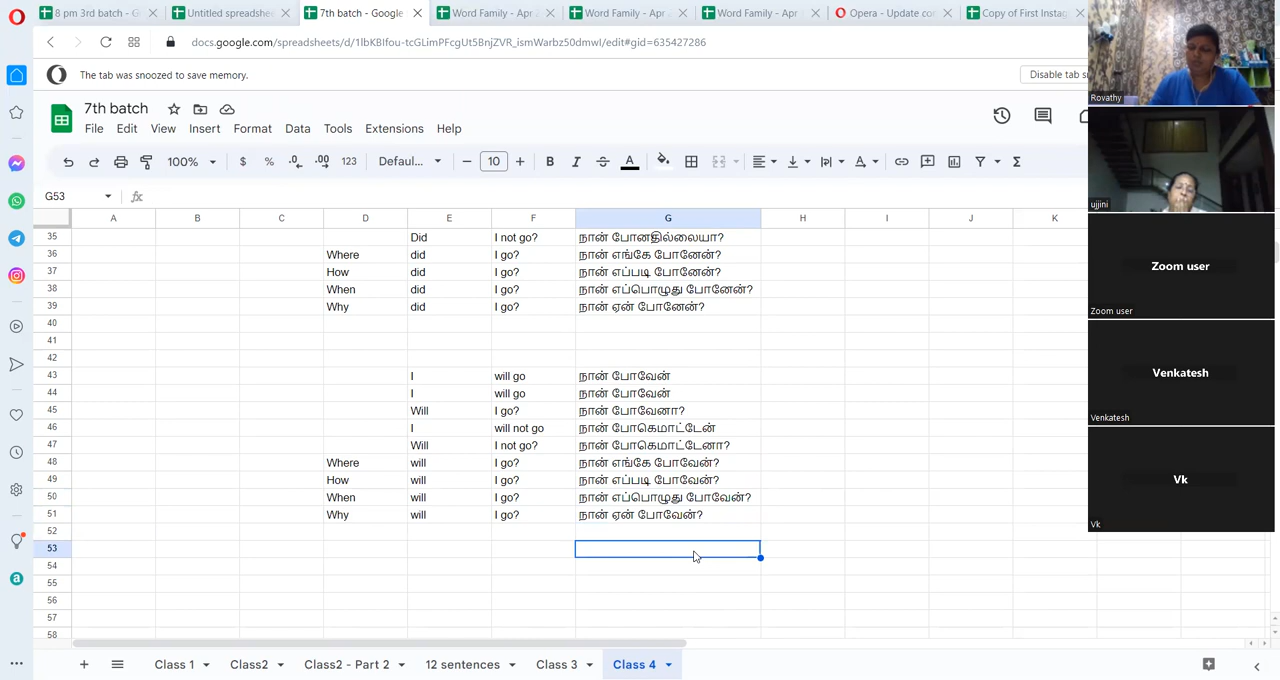 8 pm 3rd batch - G
Untitled spreadshee
7th batch - Google
Word Family - Apr 2
Word Family - Apr
Word Family - Apr
Opera - Update co
Copy of First Instag
docs.google.com/spreadsheets/d/1lbKBIfou-tcGLimPFcgUt5BnjZVR_ismWarbz50dmwI/edit#gid=635427286
The tab was snoozed to save memory.
Disable tab s
7th batch
File Edit View Insert Format Data Tools Extensions Help
100% $ % .0 .00 123 Defaul... − 10 + B I A
G53 fx
A B C D E F G H I J K
35 Did I not go? நான் போனதில்லையா?
36 Where did I go? நான் எங்கே போனேன்?
37 How did I go? நான் எப்படி போனேன்?
38 When did I go? நான் எப்பொழுது போனேன்?
39 Why did I go? நான் ஏன் போனேன்?
40
41
42
43 I will go நான் போவேன்
44 I will go நான் போவேன்
45 Will I go? நான் போவேனா?
46 I will not go நான் போகெமாட்டேன்
47 Will I not go? நான் போகெமாட்டேனா?
48 Where will I go? நான் எங்கே போவேன்?
49 How will I go? நான் எப்படி போவேன்?
50 When will I go? நான் எப்பொழுது போவேன்?
51 Why will I go? நான் ஏன் போவேன்?
52
53
54
55
56
57
58
Class 1 Class2 Class2 - Part 2 12 sentences Class 3 Class 4
Rovathy
ujjini
Zoom user
Zoom user
Venkatesh
Venkatesh
Vk
Vk